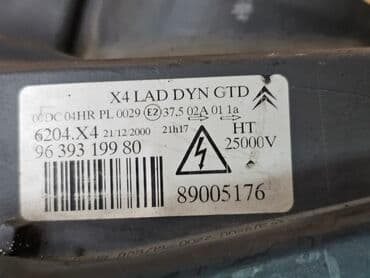 X4 LAD DYN GTD
00DC 04HR PL 0029 E2 37.5 02A 01 1a
6204.X4 21/12/2000 21h17 HT
96 393 199 80 25000V
89005176